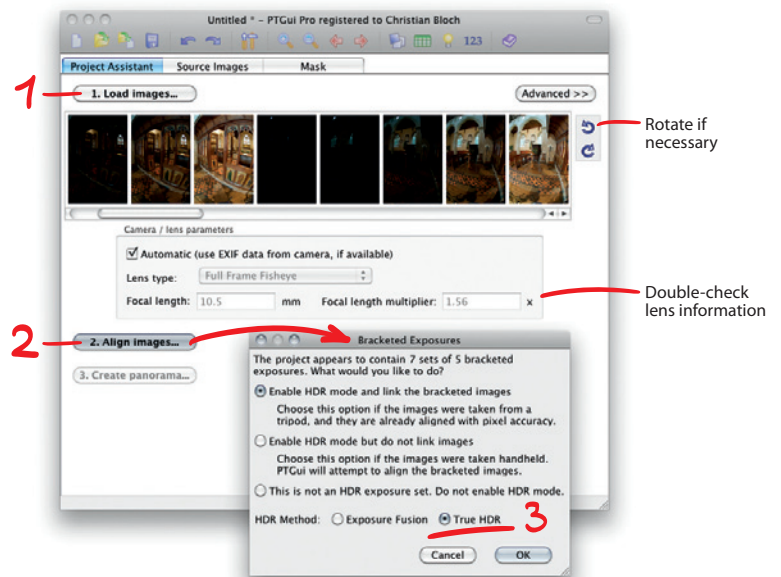 Untitled * – PTGui Pro registered to Christian Bloch
123
Project Assistant Source Images Mask
1 1. Load images... Advanced >>
Rotate if
necessary
Camera / lens parameters
Automatic (use EXIF data from camera, if available)
Lens type: Full Frame Fisheye
Focal length: 10.5 mm Focal length multiplier: 1.56 x
Double-check
lens information
2 2. Align images...
3. Create panorama...
Bracketed Exposures
The project appears to contain 7 sets of 5 bracketed
exposures. What would you like to do?
Enable HDR mode and link the bracketed images
Choose this option if the images were taken from a
tripod, and they are already aligned with pixel accuracy.
Enable HDR mode but do not link images
Choose this option if the images were taken handheld.
PTGui will attempt to align the bracketed images.
This is not an HDR exposure set. Do not enable HDR mode.
HDR Method: Exposure Fusion True HDR 3
Cancel OK